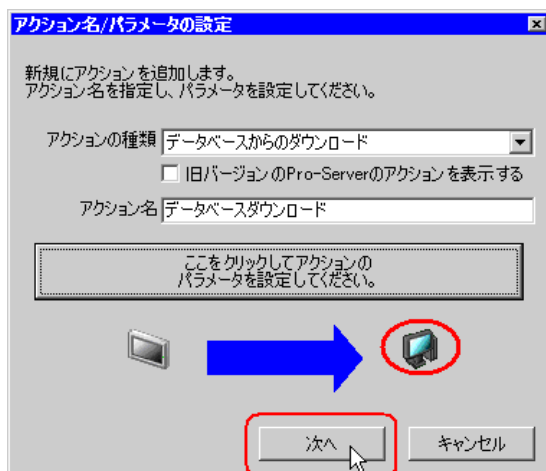 アクション名/パラメータの設定
新規にアクションを追加します。
アクション名を指定し、パラメータを設定してください。
アクションの種類 データベースからのダウンロード
旧バージョンのPro-Serverのアクションを表示する
アクション名 データベースダウンロード
ここをクリックしてアクションの
パラメータを設定してください。
次へ キャンセル